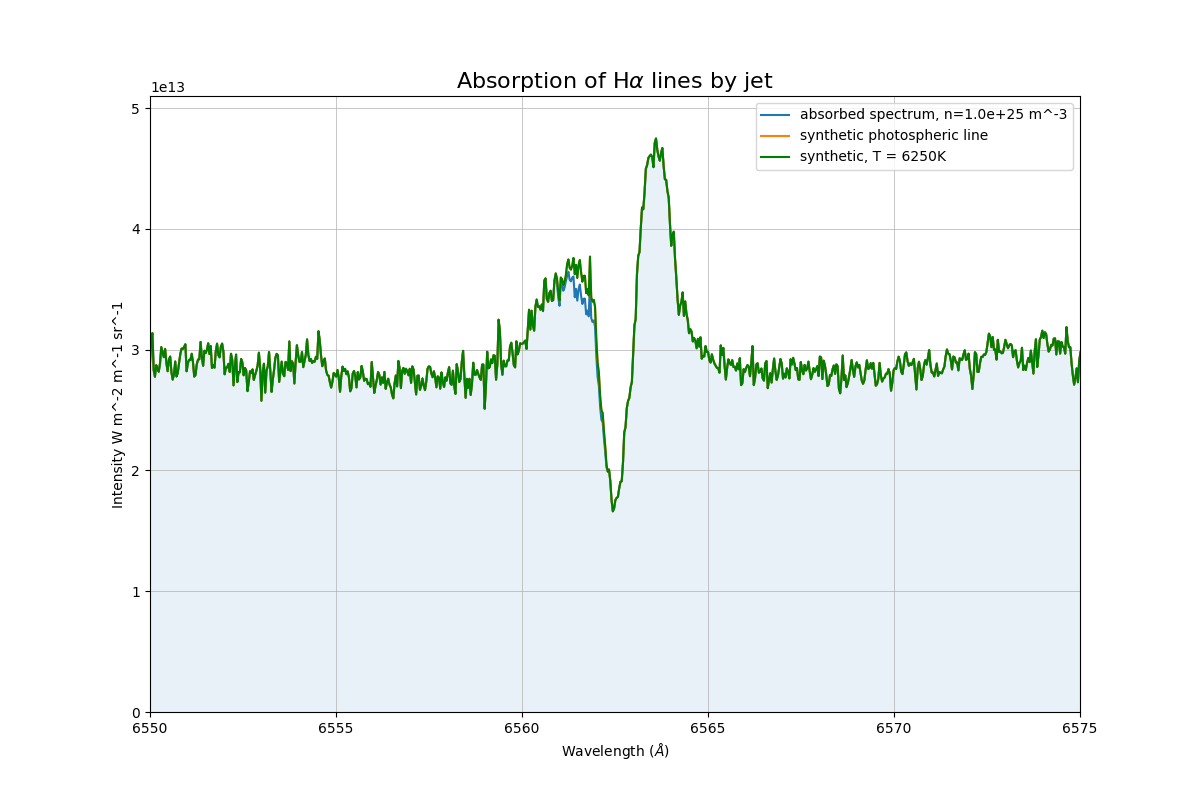 Absorption of Hα lines by jet
1e13
absorbed spectrum, n=1.0e+25 m^-3
synthetic photospheric line
synthetic, T = 6250K
5
4
3
2
1
0
Intensity W m^-2 m^-1 sr^-1
6550 6555 6560 6565 6570 6575
Wavelength (Å)